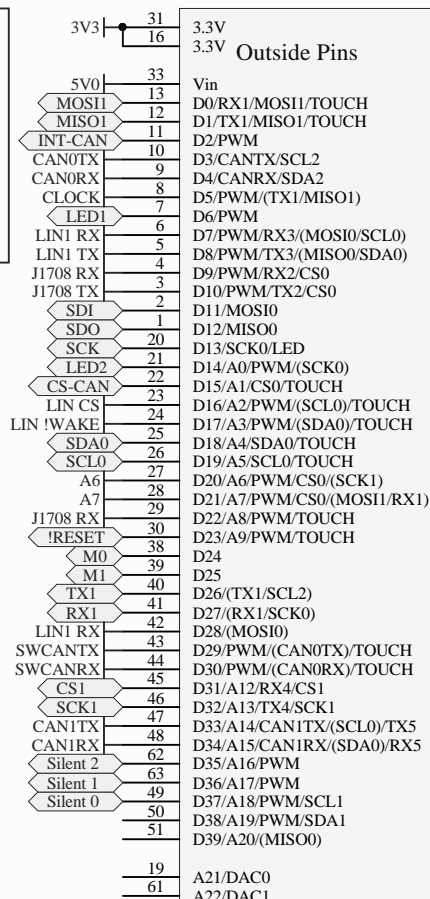 3V3 31 3.3V
16 3.3V
Outside Pins
5V0 33 Vin
MOSI1 13 D0/RX1/MOSI1/TOUCH
MISO1 12 D1/TX1/MISO1/TOUCH
INT-CAN 11 D2/PWM
CAN0TX 10 D3/CANTX/SCL2
CAN0RX 9 D4/CANRX/SDA2
CLOCK 8 D5/PWM/(TX1/MISO1)
LED1 7 D6/PWM
LIN1 RX 6 D7/PWM/RX3/(MOSI0/SCL0)
LIN1 TX 5 D8/PWM/TX3/(MISO0/SDA0)
J1708 RX 4 D9/PWM/RX2/CS0
J1708 TX 3 D10/PWM/TX2/CS0
SDI 2 D11/MOSI0
SDO 1 D12/MISO0
SCK 20 D13/SCK0/LED
LED2 21 D14/A0/PWM/(SCK0)
CS-CAN 22 D15/A1/CS0/TOUCH
LIN CS 23 D16/A2/PWM/(SCL0)/TOUCH
LIN !WAKE 24 D17/A3/PWM/(SDA0)/TOUCH
SDA0 25 D18/A4/SDA0/TOUCH
SCL0 26 D19/A5/SCL0/TOUCH
A6 27 D20/A6/PWM/CS0/(SCK1)
A7 28 D21/A7/PWM/CS0/(MOSI1/RX1)
J1708 RX 29 D22/A8/PWM/TOUCH
!RESET 30 D23/A9/PWM/TOUCH
M0 38 D24
M1 39 D25
TX1 40 D26/(TX1/SCL2)
RX1 41 D27/(RX1/SCK0)
LIN1 RX 42 D28/(MOSI0)
SWCANTX 43 D29/PWM/(CAN0TX)/TOUCH
SWCANRX 44 D30/PWM/(CAN0RX)/TOUCH
CS1 45 D31/A12/RX4/CS1
SCK1 46 D32/A13/TX4/SCK1
CAN1TX 47 D33/A14/CAN1TX/(SCL0)/TX5
CAN1RX 48 D34/A15/CAN1RX/(SDA0)/RX5
Silent 2 62 D35/A16/PWM
Silent 1 63 D36/A17/PWM
Silent 0 49 D37/A18/PWM/SCL1
50 D38/A19/PWM/SDA1
51 D39/A20/(MISO0)
19 A21/DAC0
61 A22/DAC1